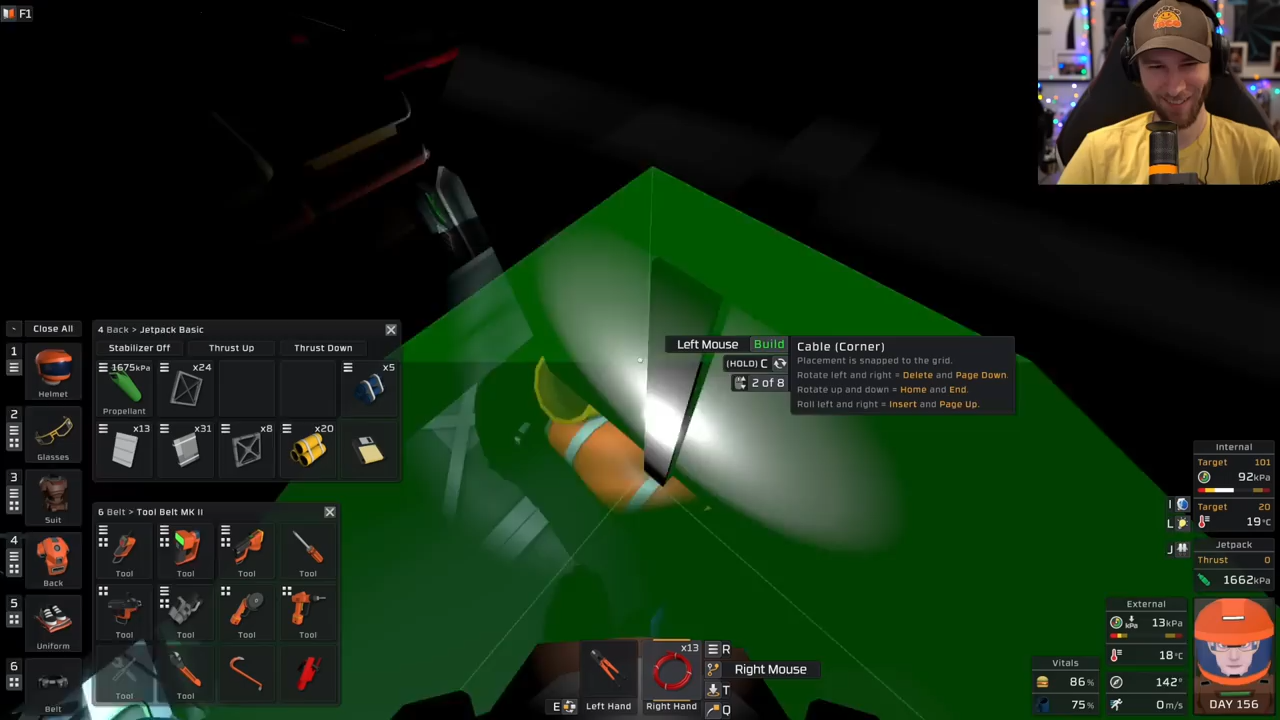 F1
Close All
1
Helmet
2
Glasses
3
Suit
4
Back
5
Uniform
6
Belt
4 Back > Jetpack Basic
Stabilizer Off
Thrust Up
Thrust Down
1675kPa
Propellant
x24
x5
x13
x31
x8
x20
6 Belt > Tool Belt MK II
Tool
Tool
Tool
Tool
Tool
Tool
Tool
Tool
Tool
Tool
Left Mouse Build
(HOLD) C
2 of 8
Cable (Corner)
Placement is snapped to the grid.
Rotate left and right = Delete and Page Down.
Rotate up and down = Home and End.
Roll left and right = Insert and Page Up.
E
Left Hand
x13
Right Hand
R
Right Mouse
T
Q
Internal
Target 101
92kPa
Target 20
19°C
I
L
J
Jetpack
Thrust 0
1662kPa
External
13kPa
18°C
142°
0m/s
Vitals
86%
75%
DAY 156